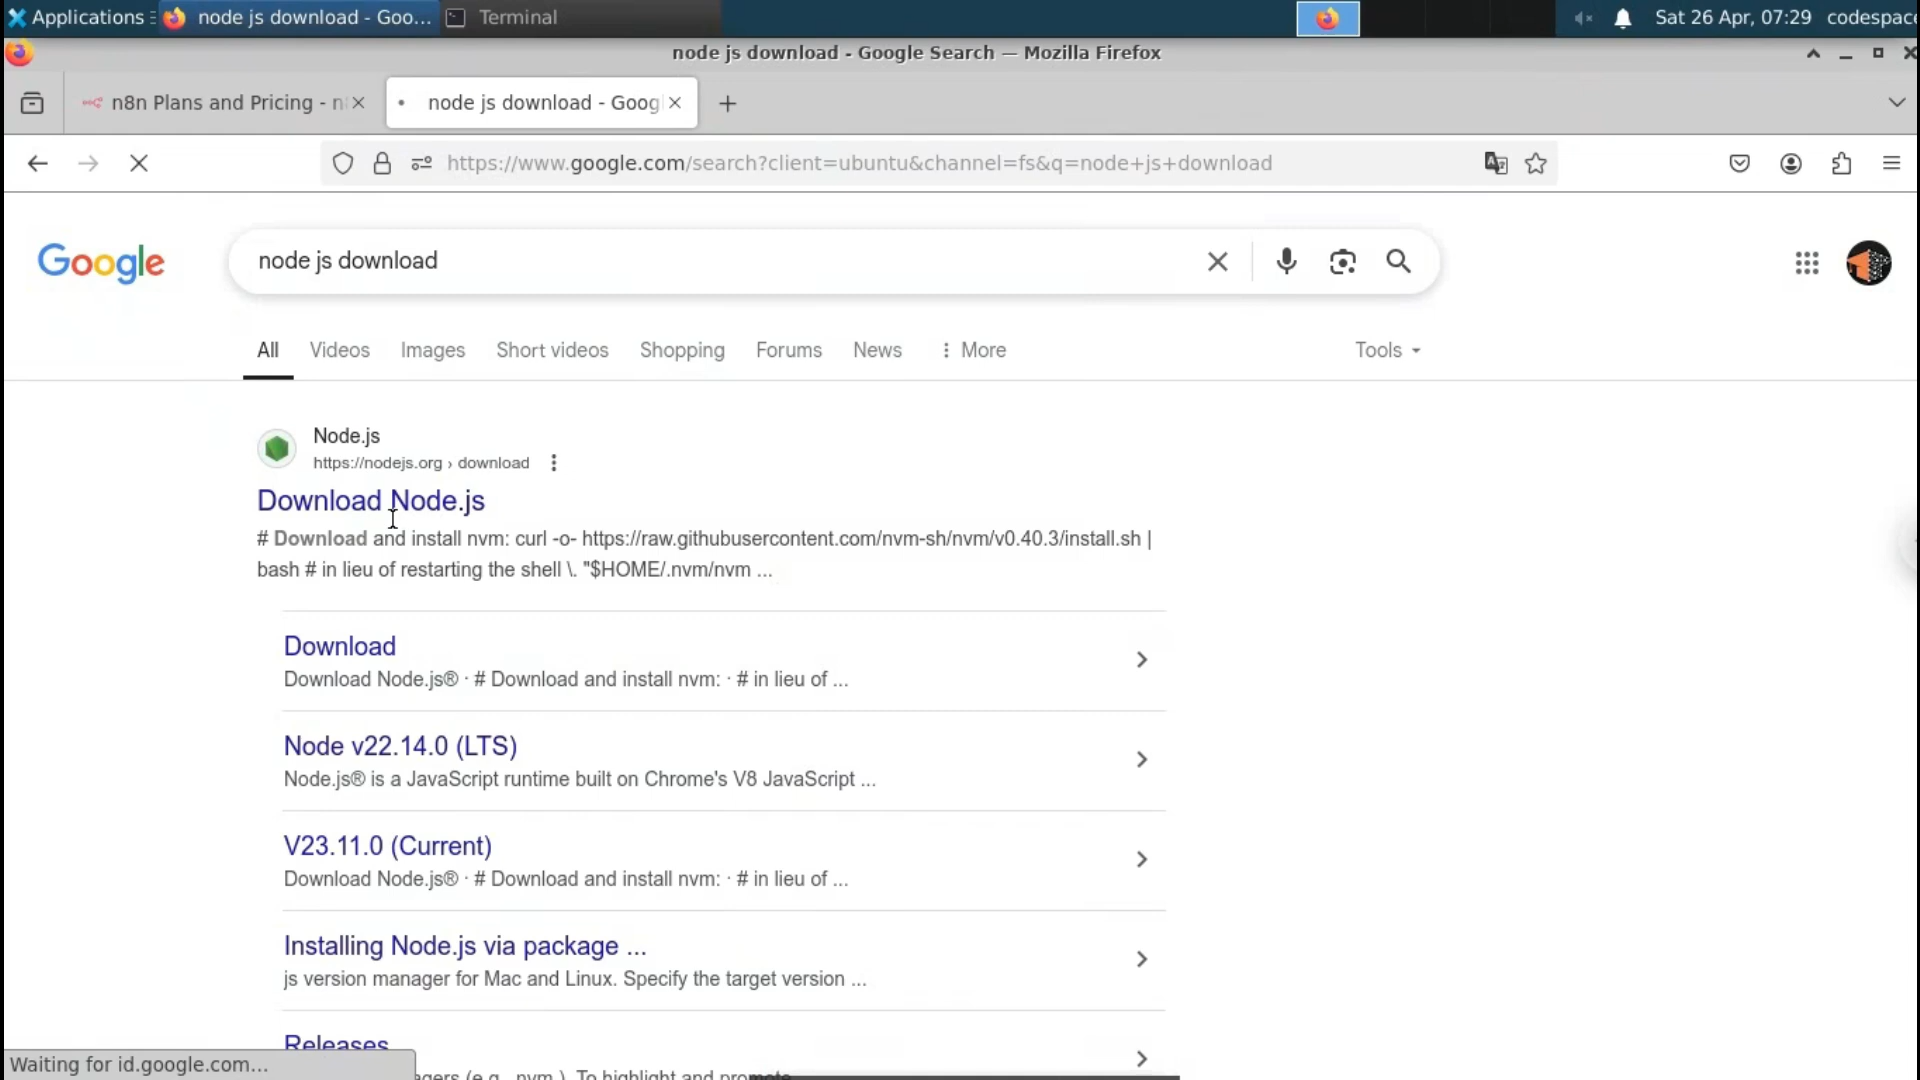 Applications
node js download - Goo...
Terminal
Sat 26 Apr, 07:29
codespace
node js download - Google Search — Mozilla Firefox
n8n Plans and Pricing - n
node js download - Goog
https://www.google.com/search?client=ubuntu&channel=fs&q=node+js+download
Google
node js download
All
Videos
Images
Short videos
Shopping
Forums
News
More
Tools
Node.js
https://nodejs.org › download
Download Node.js
# Download and install nvm: curl -o- https://raw.githubusercontent.com/nvm-sh/nvm/v0.40.3/install.sh |
bash # in lieu of restarting the shell \. "$HOME/.nvm/nvm ...
Download
Download Node.js® · # Download and install nvm: · # in lieu of ...
Node v22.14.0 (LTS)
Node.js® is a JavaScript runtime built on Chrome's V8 JavaScript ...
V23.11.0 (Current)
Download Node.js® · # Download and install nvm: · # in lieu of ...
Installing Node.js via package ...
js version manager for Mac and Linux. Specify the target version ...
Releases
agers (e.g., nvm ). To highlight and promote
Waiting for id.google.com...